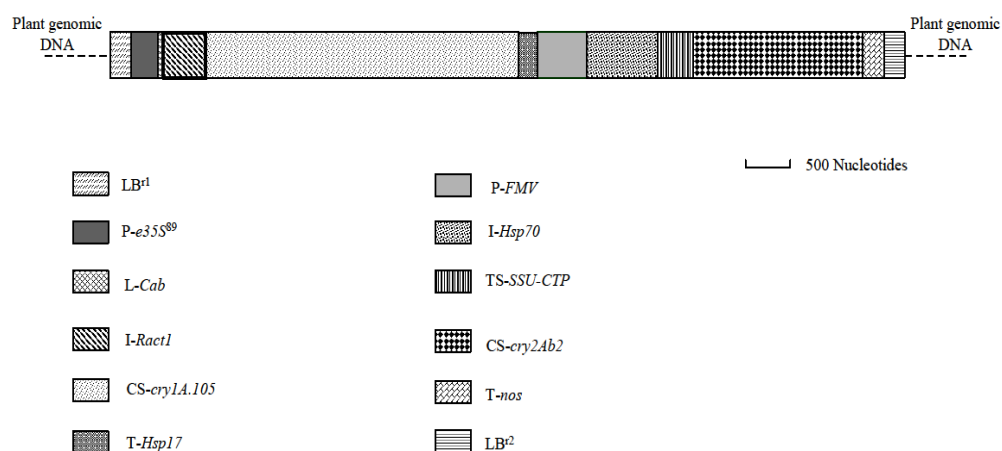 Plant genomic
DNA
Plant genomic
DNA
500 Nucleotides
LBr1
P-e35S89
L-Cab
I-Ract1
CS-cry1A.105
T-Hsp17
P-FMV
I-Hsp70
TS-SSU-CTP
CS-cry2Ab2
T-nos
LBr2